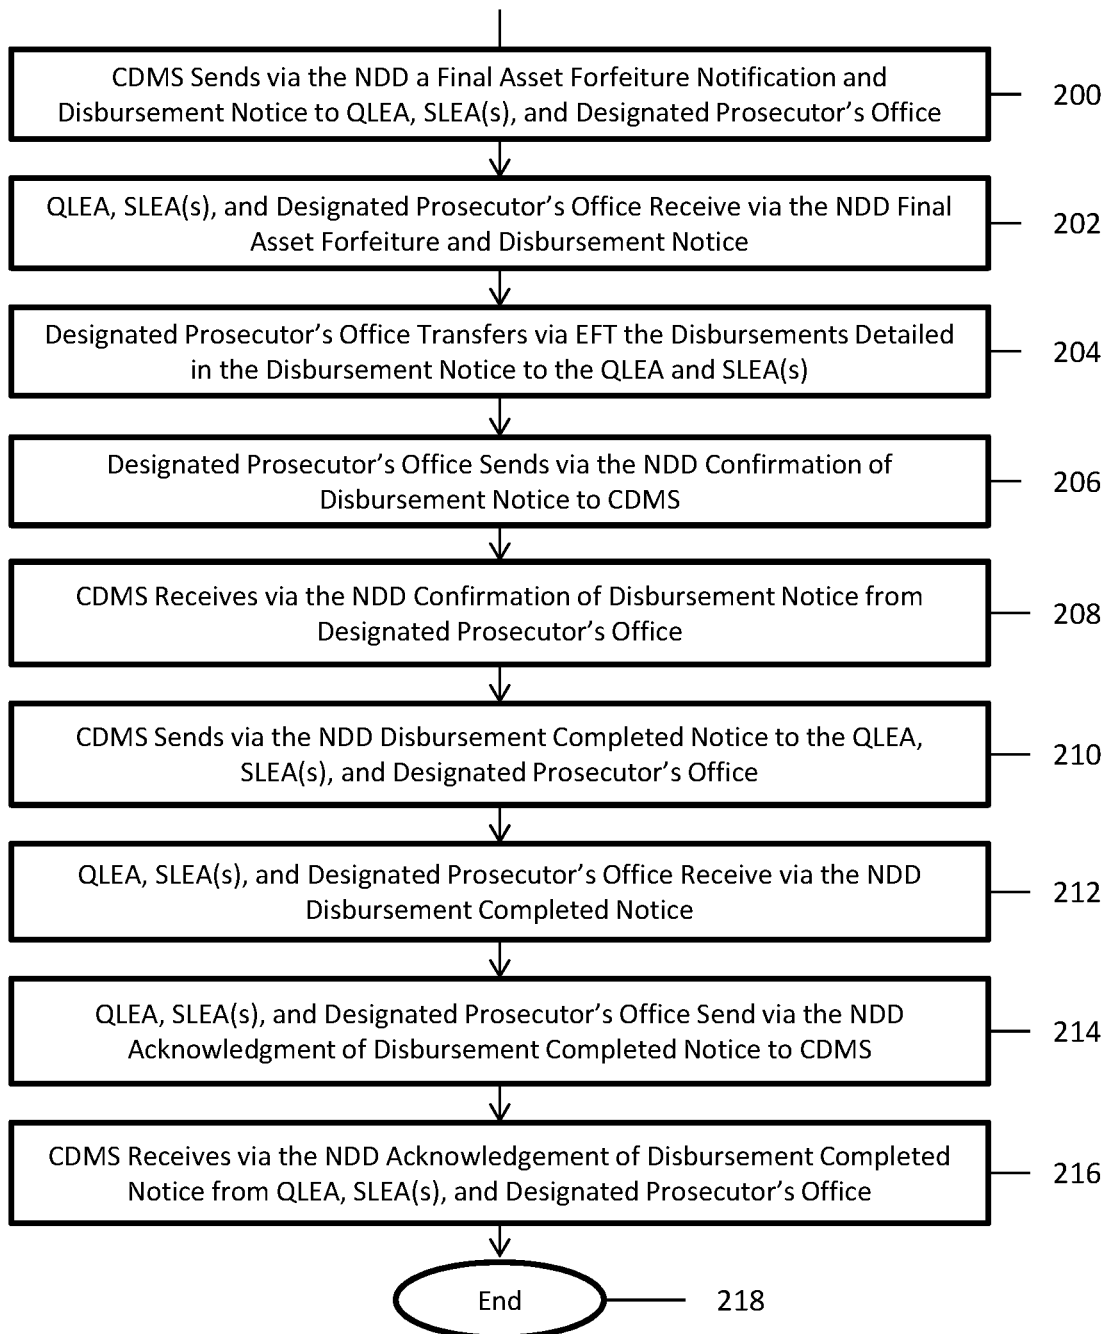 CDMS Sends via the NDD a Final Asset Forfeiture Notification and
Disbursement Notice to QLEA, SLEA(s), and Designated Prosecutor’s Office
200
QLEA, SLEA(s), and Designated Prosecutor’s Office Receive via the NDD Final
Asset Forfeiture and Disbursement Notice
202
Designated Prosecutor’s Office Transfers via EFT the Disbursements Detailed
in the Disbursement Notice to the QLEA and SLEA(s)
204
Designated Prosecutor’s Office Sends via the NDD Confirmation of
Disbursement Notice to CDMS
206
CDMS Receives via the NDD Confirmation of Disbursement Notice from
Designated Prosecutor’s Office
208
CDMS Sends via the NDD Disbursement Completed Notice to the QLEA,
SLEA(s), and Designated Prosecutor’s Office
210
QLEA, SLEA(s), and Designated Prosecutor’s Office Receive via the NDD
Disbursement Completed Notice
212
QLEA, SLEA(s), and Designated Prosecutor’s Office Send via the NDD
Acknowledgment of Disbursement Completed Notice to CDMS
214
CDMS Receives via the NDD Acknowledgement of Disbursement Completed
Notice from QLEA, SLEA(s), and Designated Prosecutor’s Office
216
End
218